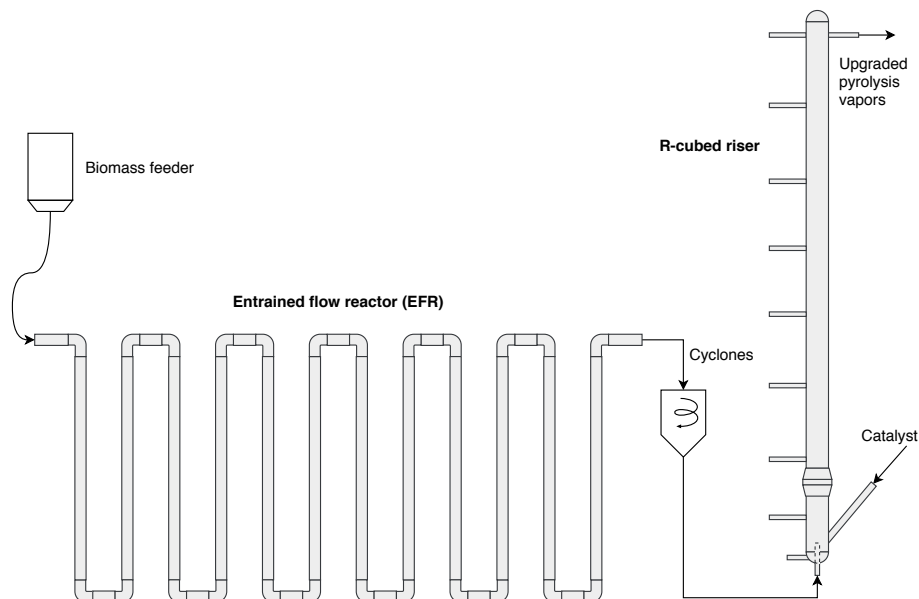 Upgraded
pyrolysis
vapors
R-cubed riser
Biomass feeder
Entrained flow reactor (EFR)
Cyclones
Catalyst